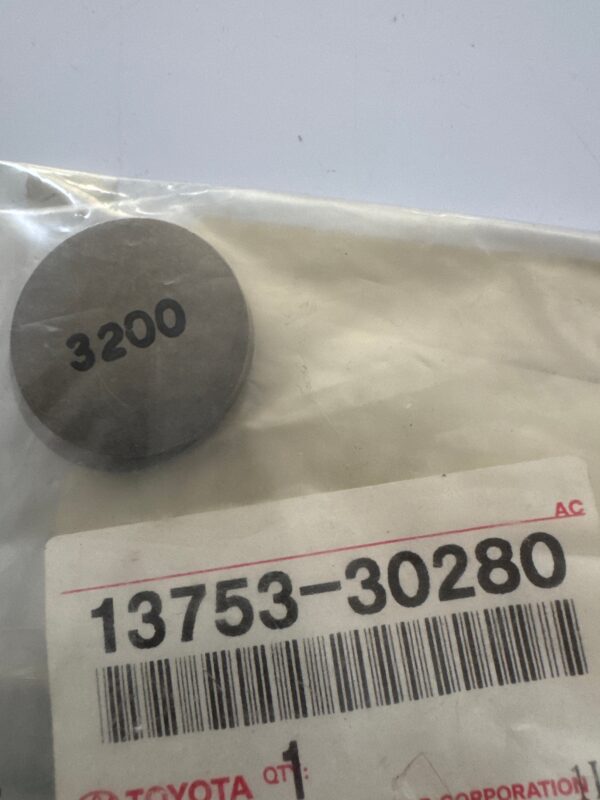 3200
AC
13753-30280
TOYOTA QTY: 1
CORPORATION